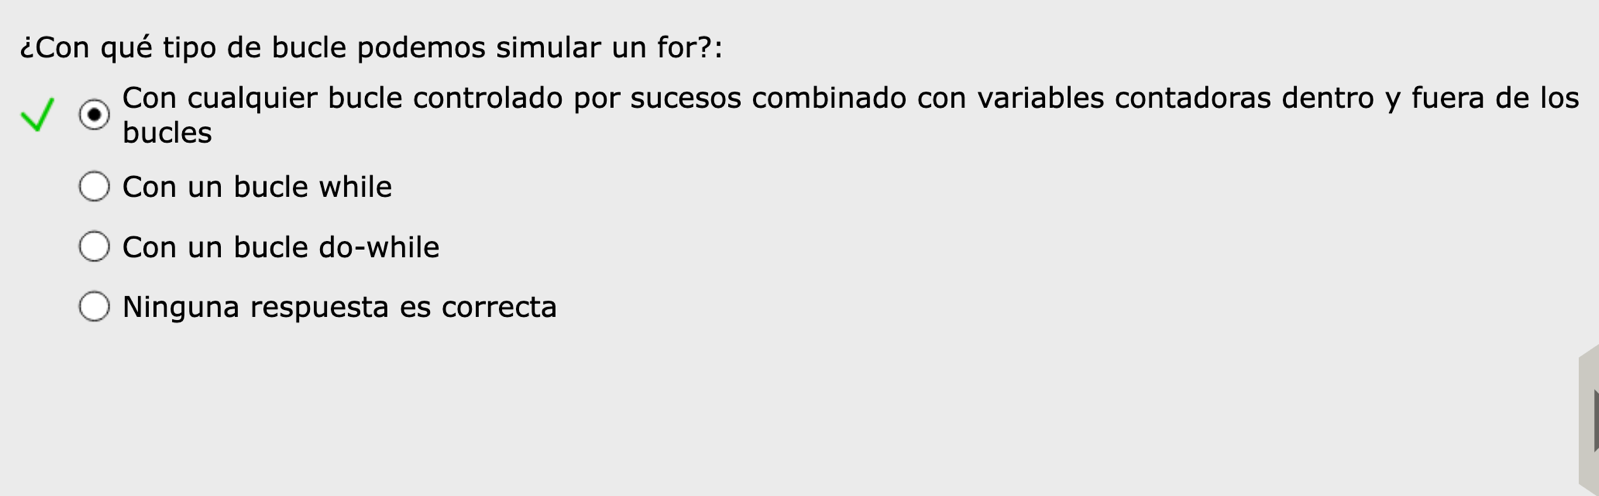 ¿Con qué tipo de bucle podemos simular un for?:
Con cualquier bucle controlado por sucesos combinado con variables contadoras dentro y fuera de los
bucles
Con un bucle while
Con un bucle do-while
Ninguna respuesta es correcta